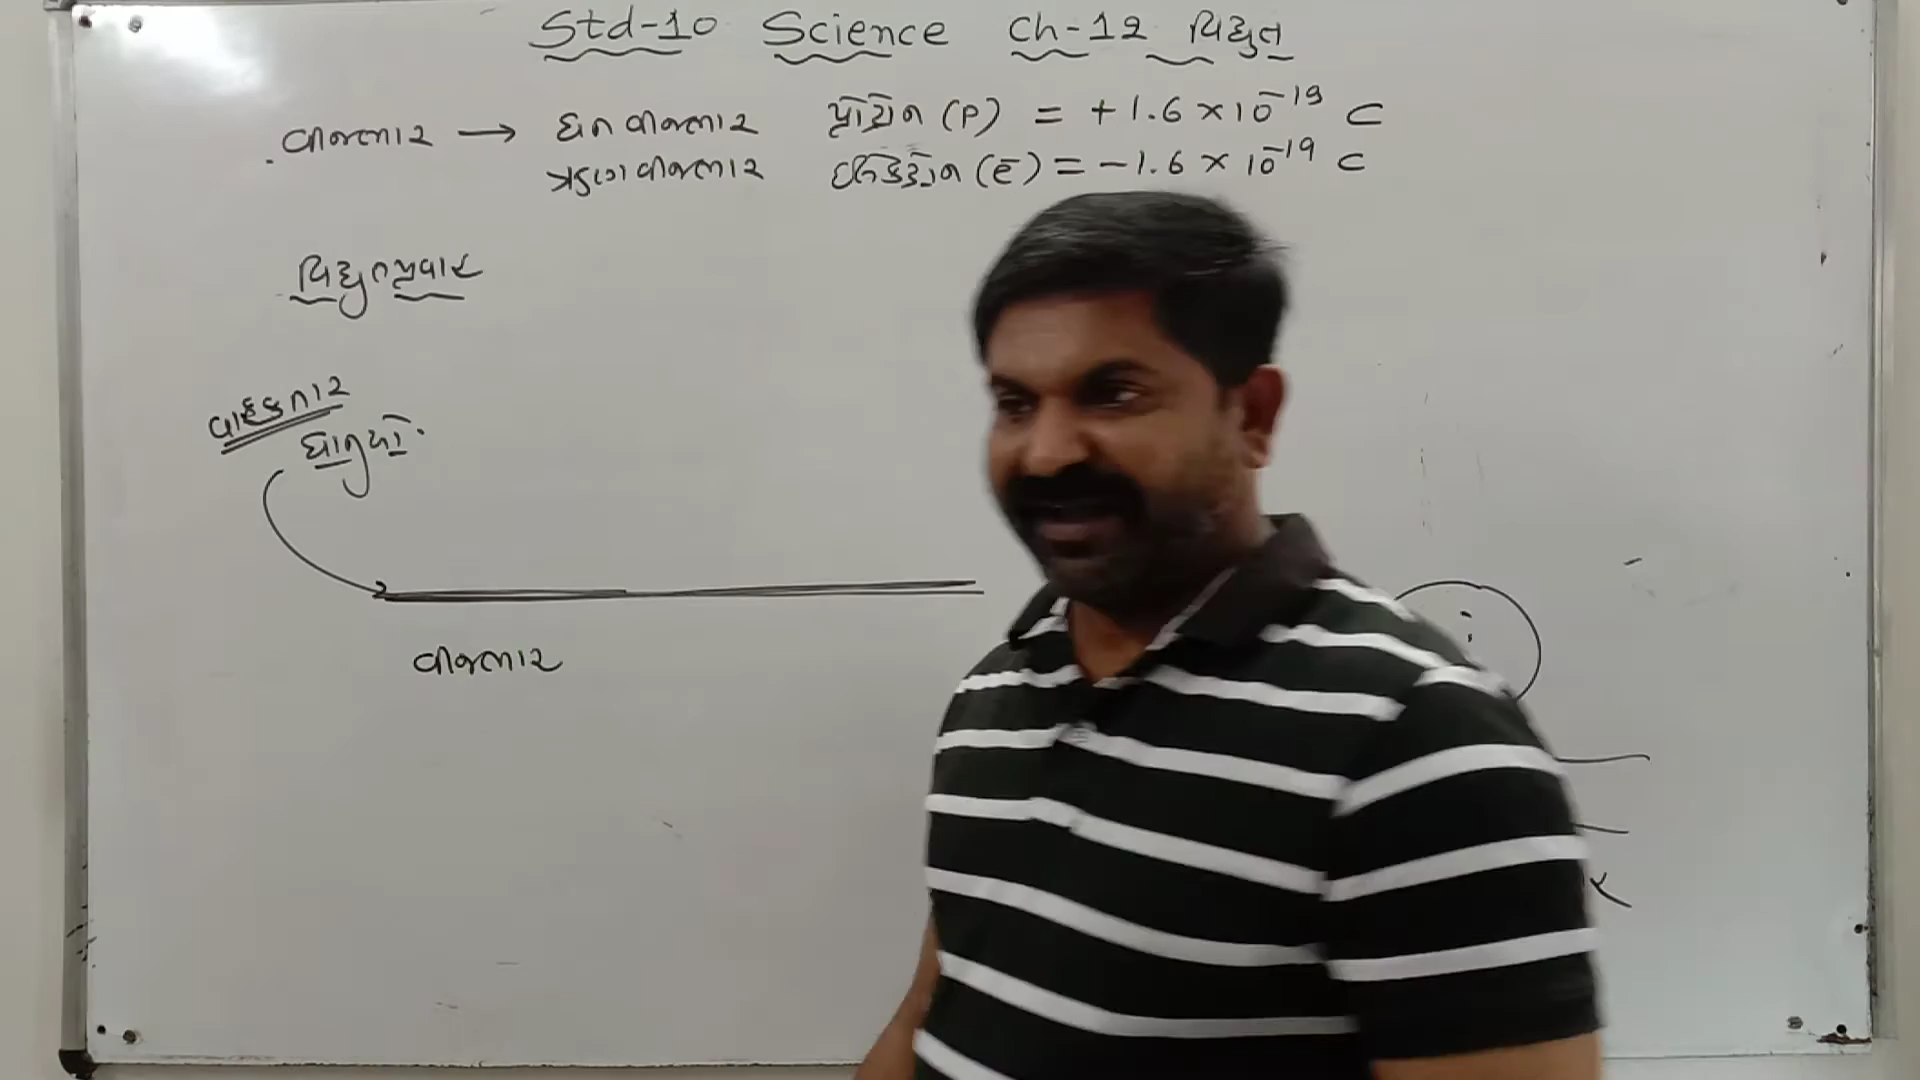 Std-10 Science Ch-12 વિદ્યુત
વીજભાર → ધન વીજભાર પ્રોટોન (P) = +1.6 × 10⁻¹⁹ C
ઋણ વીજભાર ઈલેક્ટ્રોન (e⁻) = −1.6 × 10⁻¹⁹ C
વિદ્યુતપ્રવાહ
વાહકતાર
ધાતુઓ.
વીજભાર